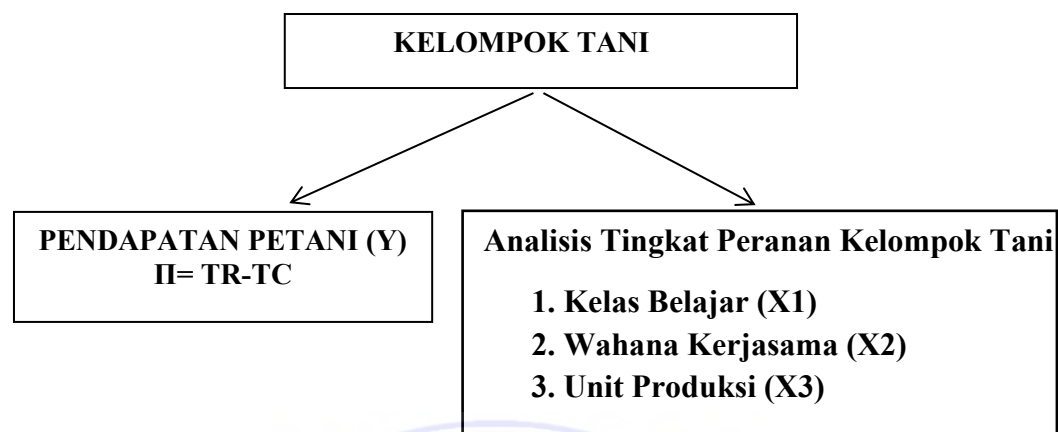 KELOMPOK TANI
PENDAPATAN PETANI (Y)
Π= TR-TC
Analisis Tingkat Peranan Kelompok Tani
1. Kelas Belajar (X1)
2. Wahana Kerjasama (X2)
3. Unit Produksi (X3)